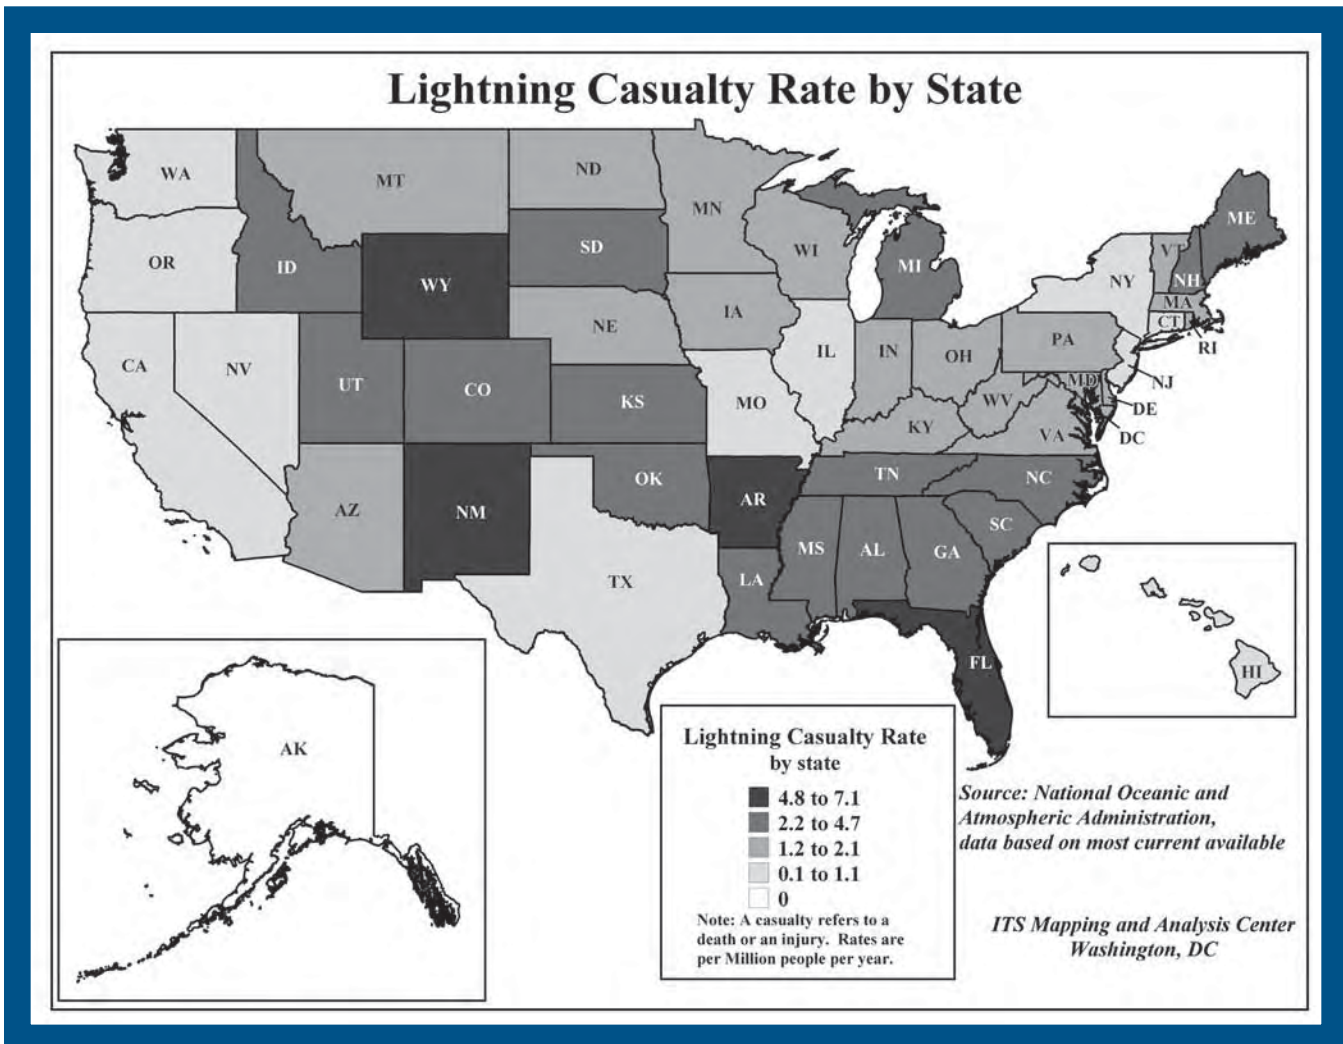 Lightning Casualty Rate by State
WA
MT
ND
MN
ME
OR
ID
WY
SD
WI
MI
NY
VT
NH
MA
CT
RI
CA
NV
UT
CO
NE
IA
IL
IN
OH
PA
NJ
KS
MO
WV
MD
DE
KY
VA
DC
AZ
NM
OK
AR
TN
NC
TX
LA
MS
AL
GA
SC
FL
HI
AK
Lightning Casualty Rate
by state
4.8 to 7.1
2.2 to 4.7
1.2 to 2.1
0.1 to 1.1
0
Note: A casualty refers to a
death or an injury. Rates are
per Million people per year.
Source: National Oceanic and
Atmospheric Administration,
data based on most current available
ITS Mapping and Analysis Center
Washington, DC